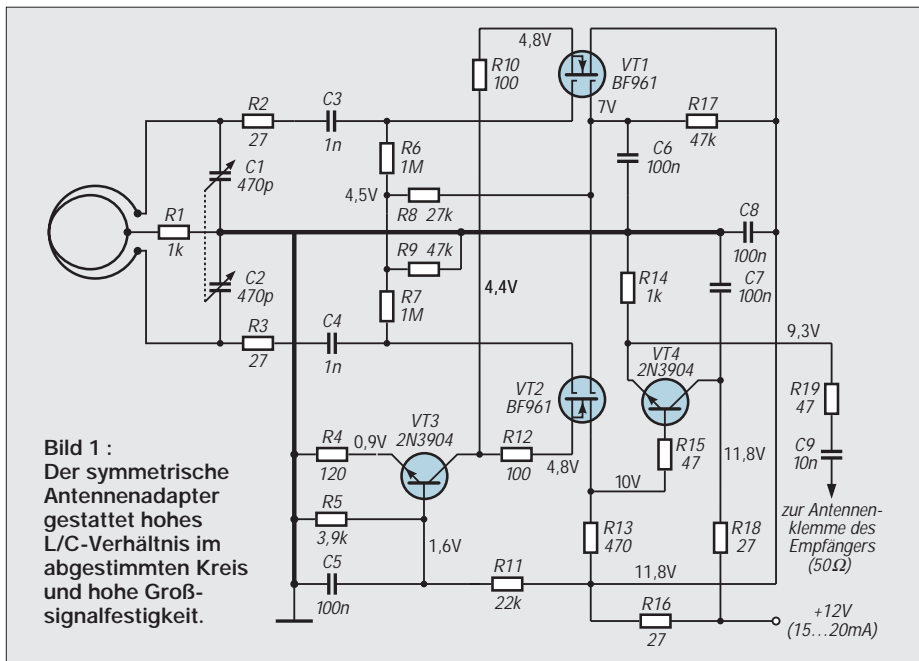 4,8V
R10
100
VT1
BF961
R2
27
C3
1n
7V
R17
47k
C1
470p
R6
1M
C6
100n
4,5V
R8 27k
R1
1k
C8
100n
R9 47k
C2
470p
R7
1M
4,4V
R14
1k
C7
100n
R3
27
C4
1n
9,3V
VT4
2N3904
VT2
BF961
R19
47
VT3
2N3904
R4
120
0,9V
R12
100
4,8V
R15
47
11,8V
C9
10n
R5
3,9k
10V
zur Antennen-
klemme des
Empfängers
(50Ω)
1,6V
R13
470
R18
27
C5
100n
R11
22k
11,8V
R16
27
+12V
(15...20mA)
Bild 1 :
Der symmetrische
Antennenadapter
gestattet hohes
L/C-Verhältnis im
abgestimmten Kreis
und hohe Groß-
signalfestigkeit.